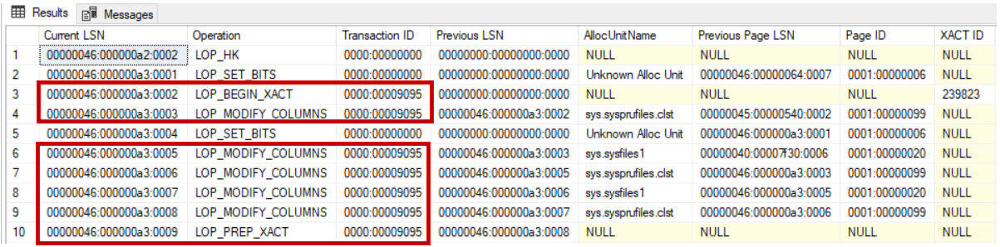 Results Messages
Current LSN Operation Transaction ID Previous LSN AllocUnitName Previous Page LSN Page ID XACT ID
1 00000046:000000a2:0002 LOP_HK 0000:00000000 00000000:00000000:0000 NULL NULL NULL NULL
2 00000046:000000a3:0001 LOP_SET_BITS 0000:00000000 00000000:00000000:0000 Unknown Alloc Unit 00000046:00000064:0007 0001:00000006 NULL
3 00000046:000000a3:0002 LOP_BEGIN_XACT 0000:00009095 00000000:00000000:0000 NULL NULL NULL 239823
4 00000046:000000a3:0003 LOP_MODIFY_COLUMNS 0000:00009095 00000046:000000a3:0002 sys.sysprufiles.clst 00000045:00000540:0002 0001:00000099 NULL
5 00000046:000000a3:0004 LOP_SET_BITS 0000:00000000 00000000:00000000:0000 Unknown Alloc Unit 00000046:000000a3:0001 0001:00000006 NULL
6 00000046:000000a3:0005 LOP_MODIFY_COLUMNS 0000:00009095 00000046:000000a3:0003 sys.sysfiles1 00000040:00007f30:0006 0001:00000020 NULL
7 00000046:000000a3:0006 LOP_MODIFY_COLUMNS 0000:00009095 00000046:000000a3:0005 sys.sysprufiles.clst 00000046:000000a3:0003 0001:00000099 NULL
8 00000046:000000a3:0007 LOP_MODIFY_COLUMNS 0000:00009095 00000046:000000a3:0006 sys.sysfiles1 00000046:000000a3:0005 0001:00000020 NULL
9 00000046:000000a3:0008 LOP_MODIFY_COLUMNS 0000:00009095 00000046:000000a3:0007 sys.sysprufiles.clst 00000046:000000a3:0006 0001:00000099 NULL
10 00000046:000000a3:0009 LOP_PREP_XACT 0000:00009095 00000046:000000a3:0008 NULL NULL NULL NULL